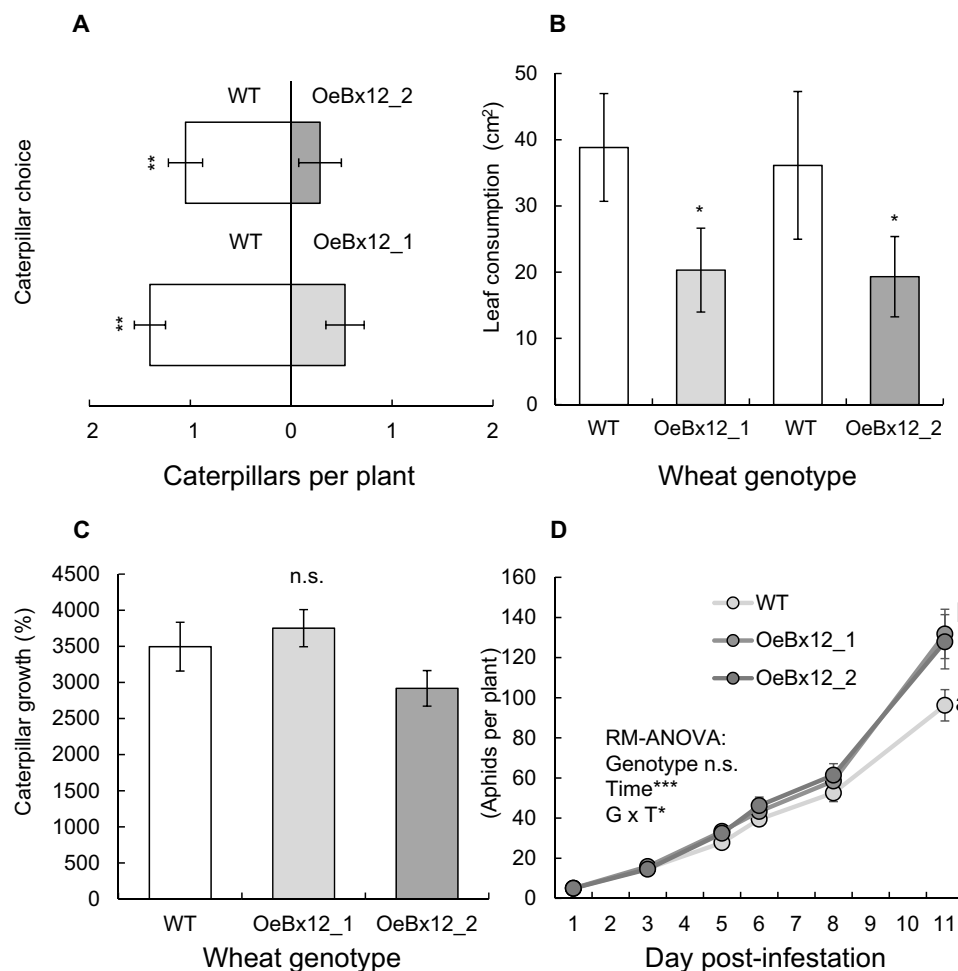 A
WT OeBx12_2
**
WT OeBx12_1
**
Caterpillar choice
2 1 0 1 2
Caterpillars per plant
B
50
40
30
20
10
0
Leaf consumption (cm²)
* *
WT OeBx12_1 WT OeBx12_2
Wheat genotype
C
4500
4000
3500
3000
2500
2000
1500
1000
500
0
Caterpillar growth (%)
n.s.
WT OeBx12_1 OeBx12_2
Wheat genotype
D
160
140
120
100
80
60
40
20
0
(Aphids per plant)
WT
OeBx12_1
OeBx12_2
RM-ANOVA:
Genotype n.s.
Time***
G x T*
a
1 2 3 4 5 6 7 8 9 10 11
Day post-infestation